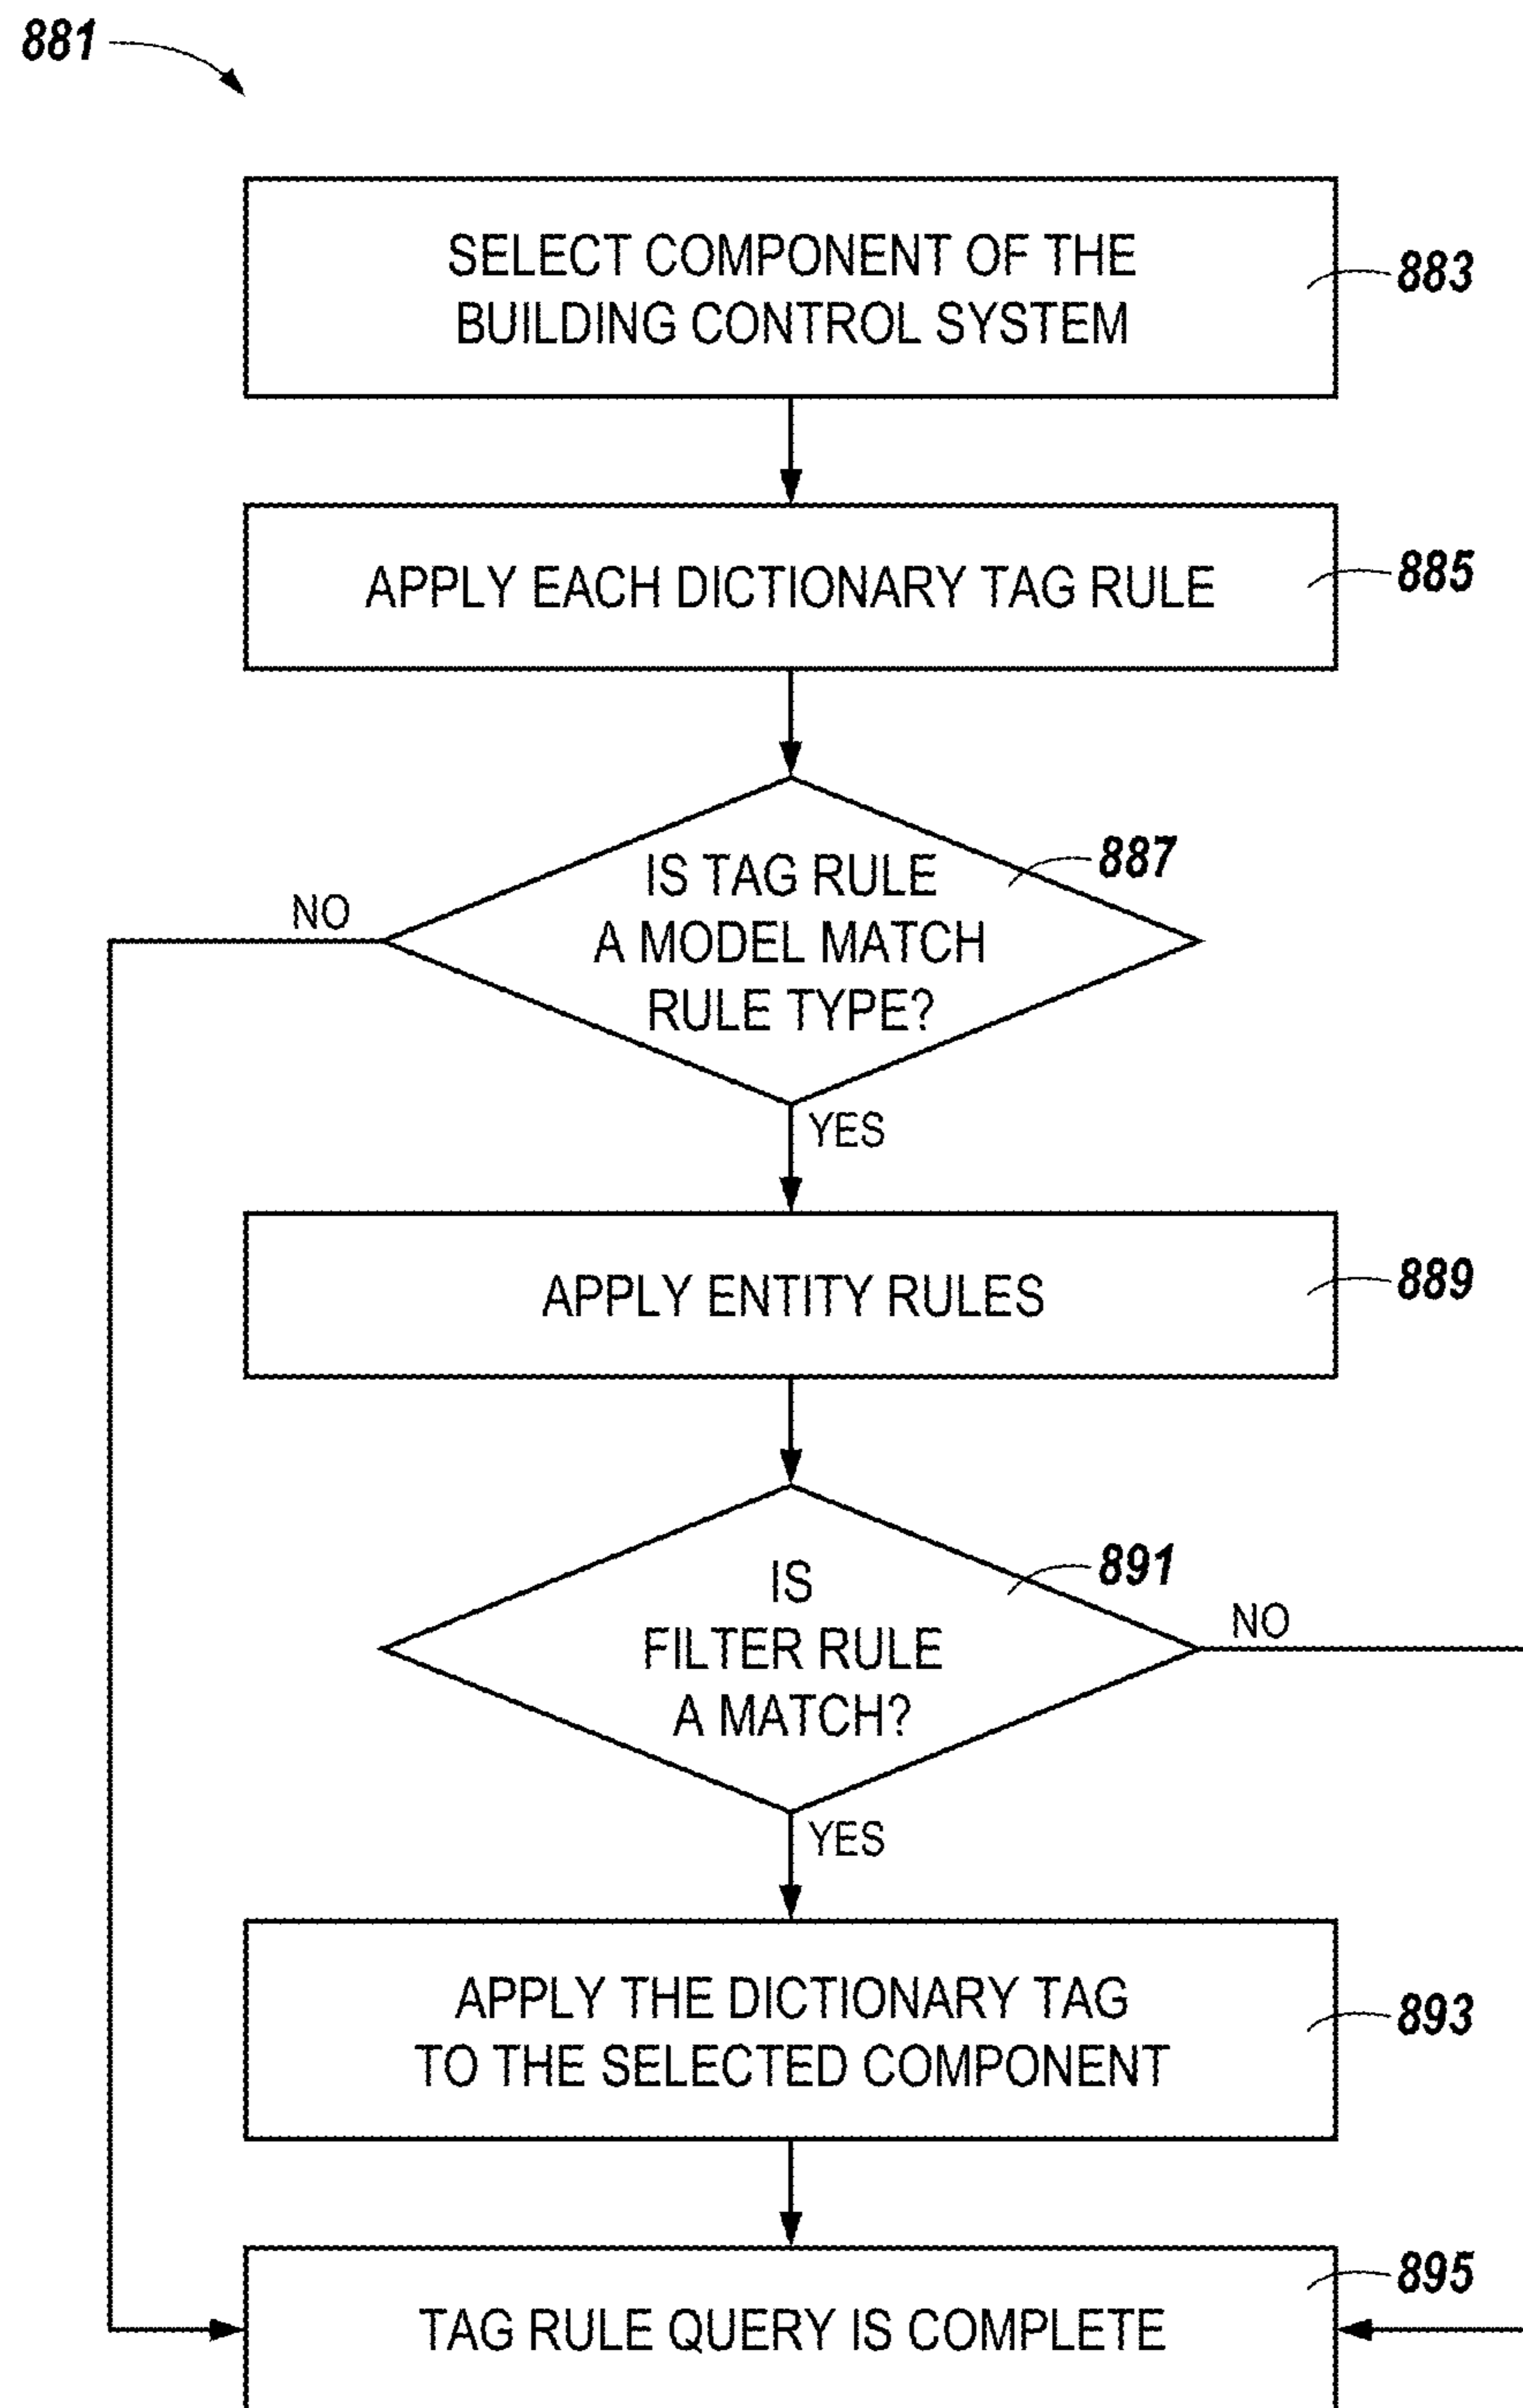 881
SELECT COMPONENT OF THE
BUILDING CONTROL SYSTEM
883
APPLY EACH DICTIONARY TAG RULE
885
887
IS TAG RULE
A MODEL MATCH
RULE TYPE?
NO
YES
APPLY ENTITY RULES
889
891
IS
FILTER RULE
A MATCH?
NO
YES
APPLY THE DICTIONARY TAG
TO THE SELECTED COMPONENT
893
895
TAG RULE QUERY IS COMPLETE